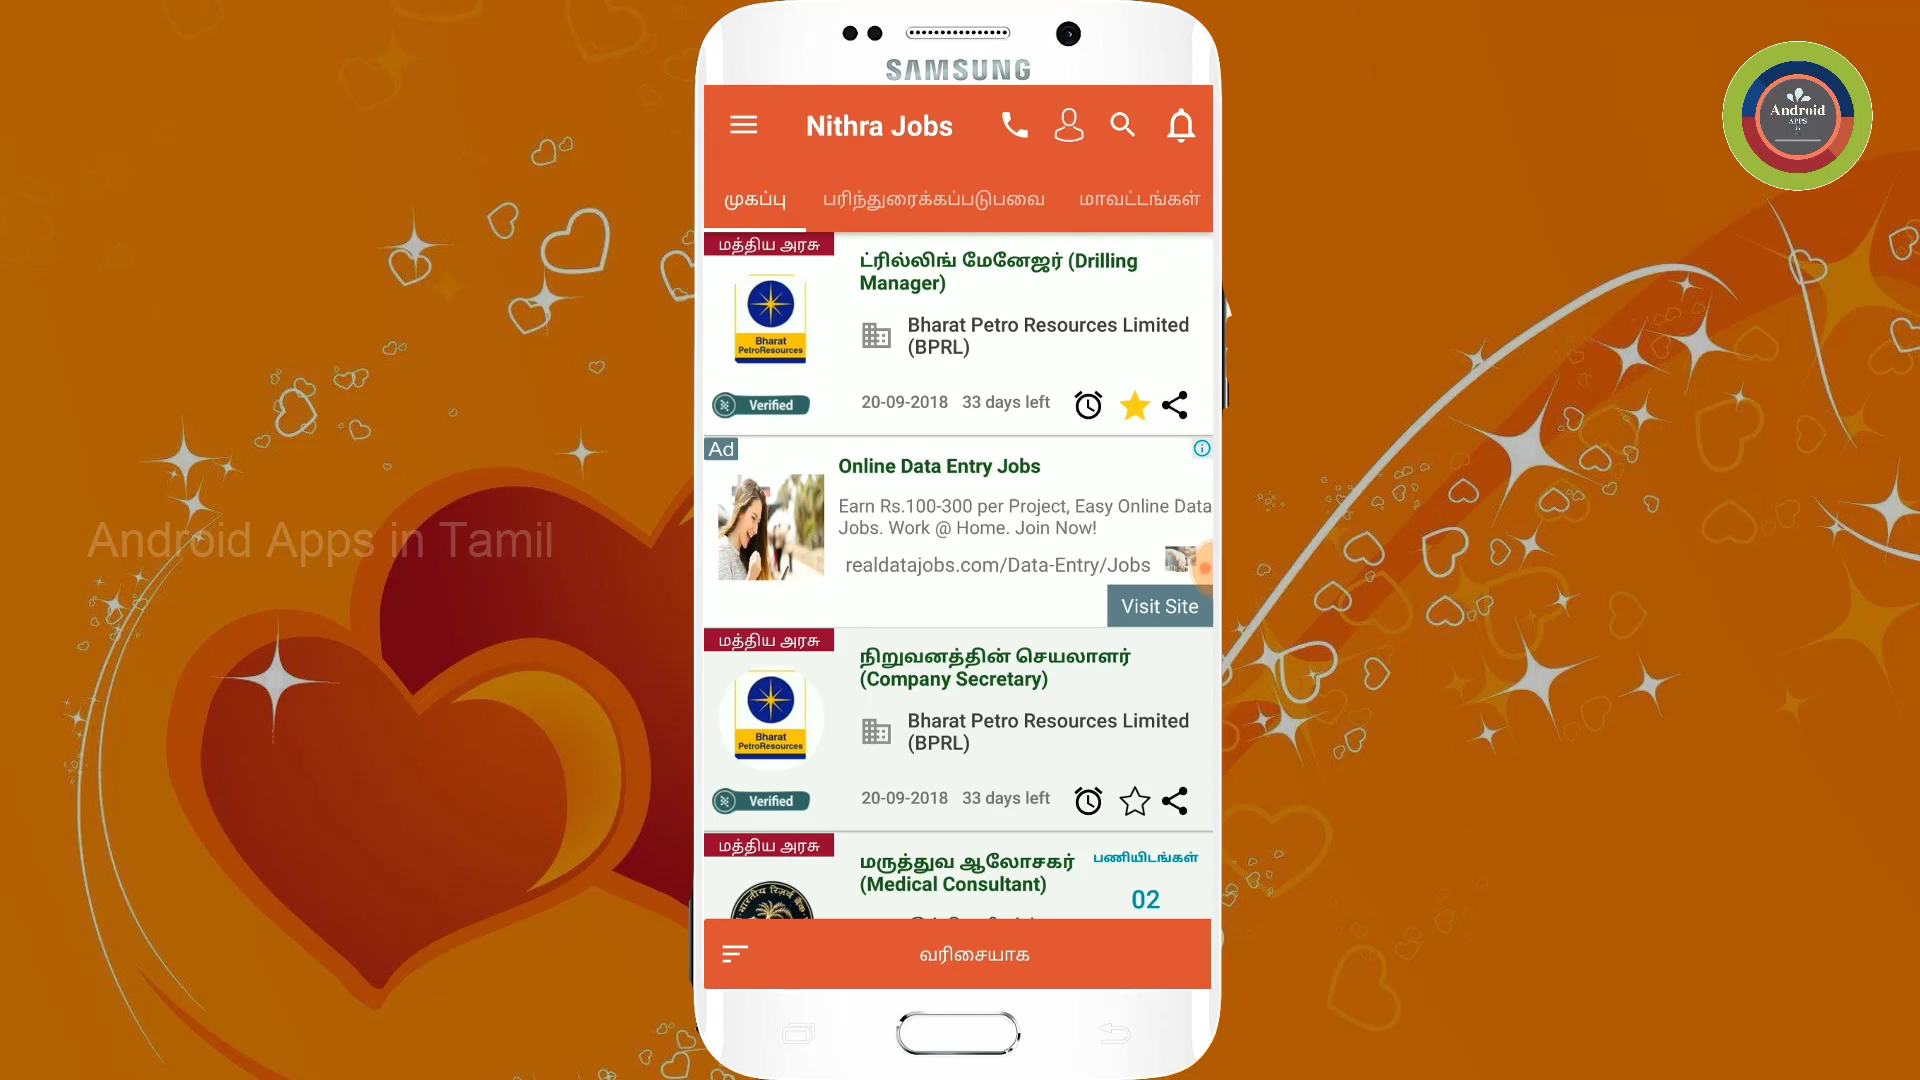 SAMSUNG
Nithra Jobs
முகப்பு பரிந்துரைக்கப்படுபவை மாவட்டங்கள்
மத்திய அரசு
ட்ரில்லிங் மேனேஜர் (Drilling
Manager)
Bharat Petro Resources Limited
(BPRL)
Bharat
PetroResources
Verified
20-09-2018 33 days left
Ad
Online Data Entry Jobs
Earn Rs.100-300 per Project, Easy Online Data
Jobs. Work @ Home. Join Now!
realdatajobs.com/Data-Entry/Jobs
Visit Site
மத்திய அரசு
நிறுவனத்தின் செயலாளர்
(Company Secretary)
Bharat Petro Resources Limited
(BPRL)
Bharat
PetroResources
Verified
20-09-2018 33 days left
மத்திய அரசு
மருத்துவ ஆலோசகர்
(Medical Consultant)
பணியிடங்கள்
02
भारतीय रिज़र्व बैंक
வரிசையாக
Android Apps in Tamil
Android
APPS